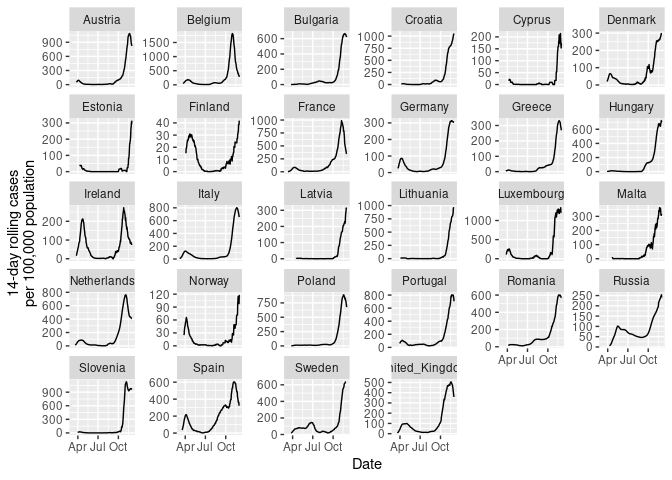 Austria Belgium Bulgaria Croatia Cyprus Denmark
900 600 300 0
1500 1000 500 0
600 400 200 0
1000 750 500 250 0
200 150 100 50 0
300 200 100 0
Estonia Finland France Germany Greece Hungary
300 200 100 0
40 30 20 10 0
1000 750 500 250 0
300 200 100 0
300 200 100 0
600 400 200 0
Ireland Italy Latvia Lithuania Luxembourg Malta
200 100 0
800 600 400 200 0
300 200 100 0
1000 750 500 250 0
1000 500 0
300 200 100 0
Netherlands Norway Poland Portugal Romania Russia
800 600 400 200 0
120 90 60 30 0
750 500 250 0
800 600 400 200 0
600 400 200 0
250 200 150 100 50 0
Slovenia Spain Sweden nited_Kingdo
900 600 300 0
600 400 200 0
600 400 200 0
500 400 300 200 100 0
Apr Jul Oct Apr Jul Oct Apr Jul Oct Apr Jul Oct Apr Jul Oct Apr Jul Oct
Date
14-day rolling cases
per 100,000 population